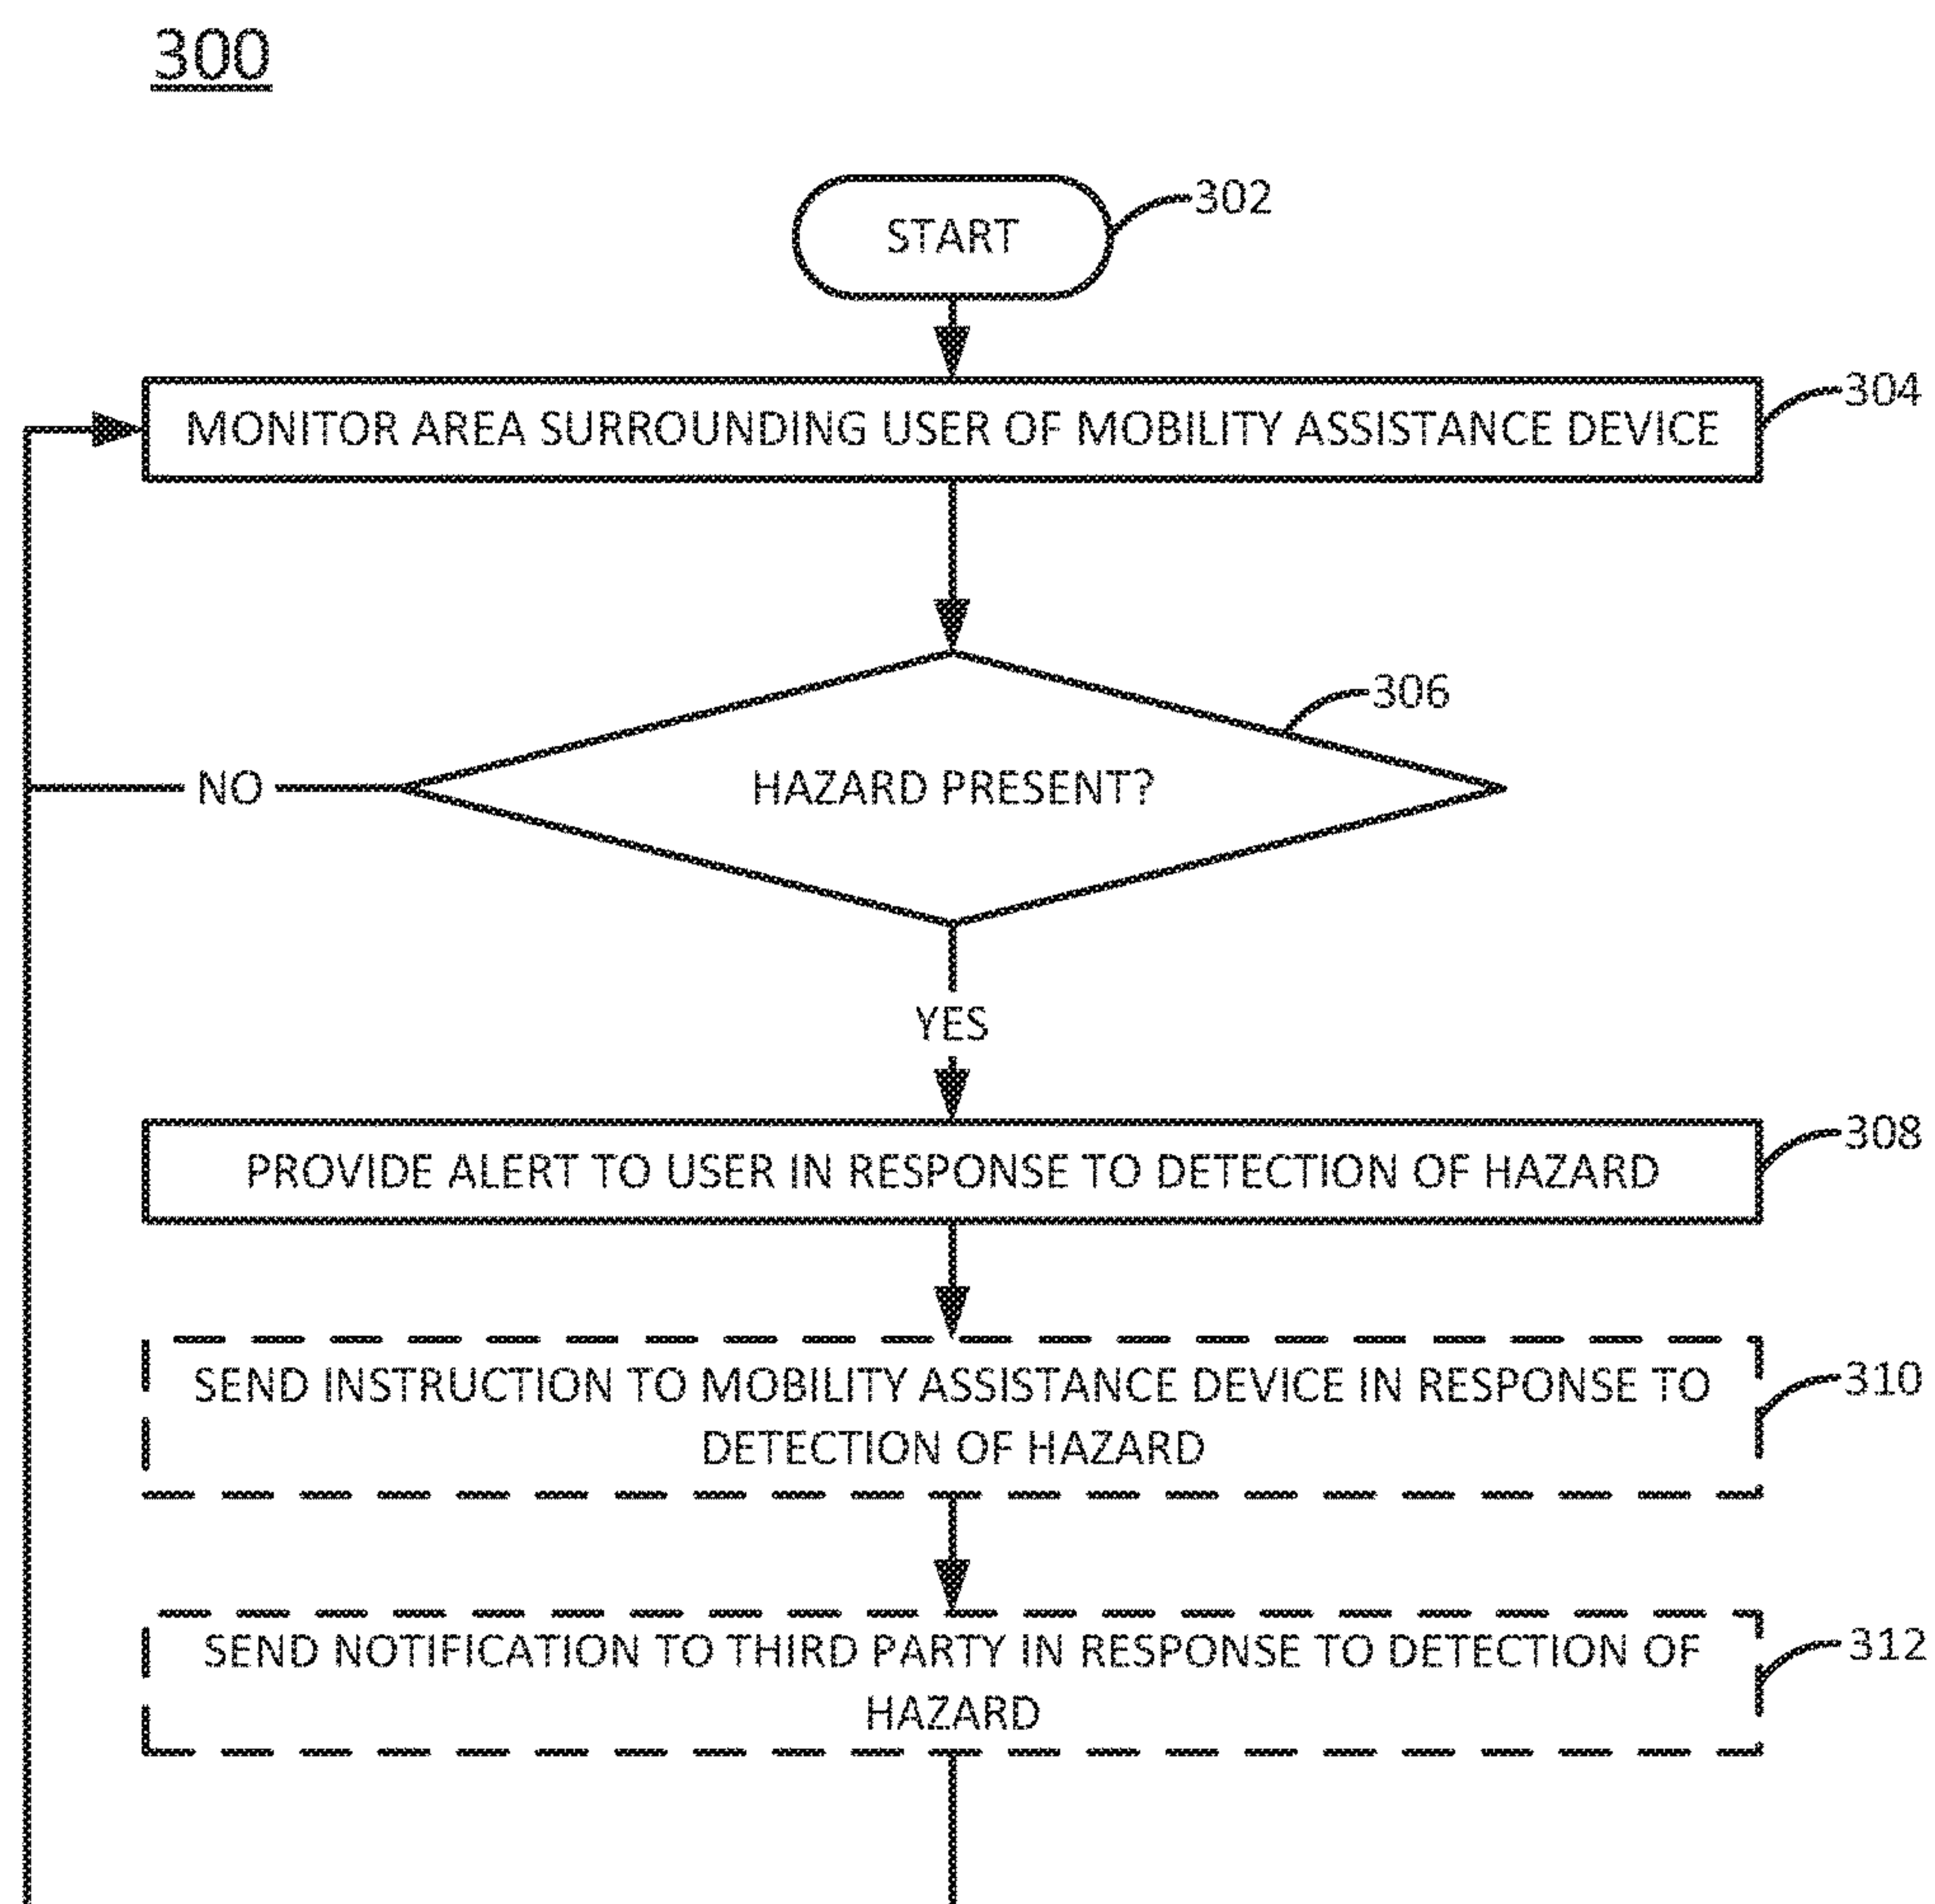 300
START
302
MONITOR AREA SURROUNDING USER OF MOBILITY ASSISTANCE DEVICE
304
306
HAZARD PRESENT?
NO
YES
308
PROVIDE ALERT TO USER IN RESPONSE TO DETECTION OF HAZARD
SEND INSTRUCTION TO MOBILITY ASSISTANCE DEVICE IN RESPONSE TO
310
DETECTION OF HAZARD
SEND NOTIFICATION TO THIRD PARTY IN RESPONSE TO DETECTION OF
312
HAZARD